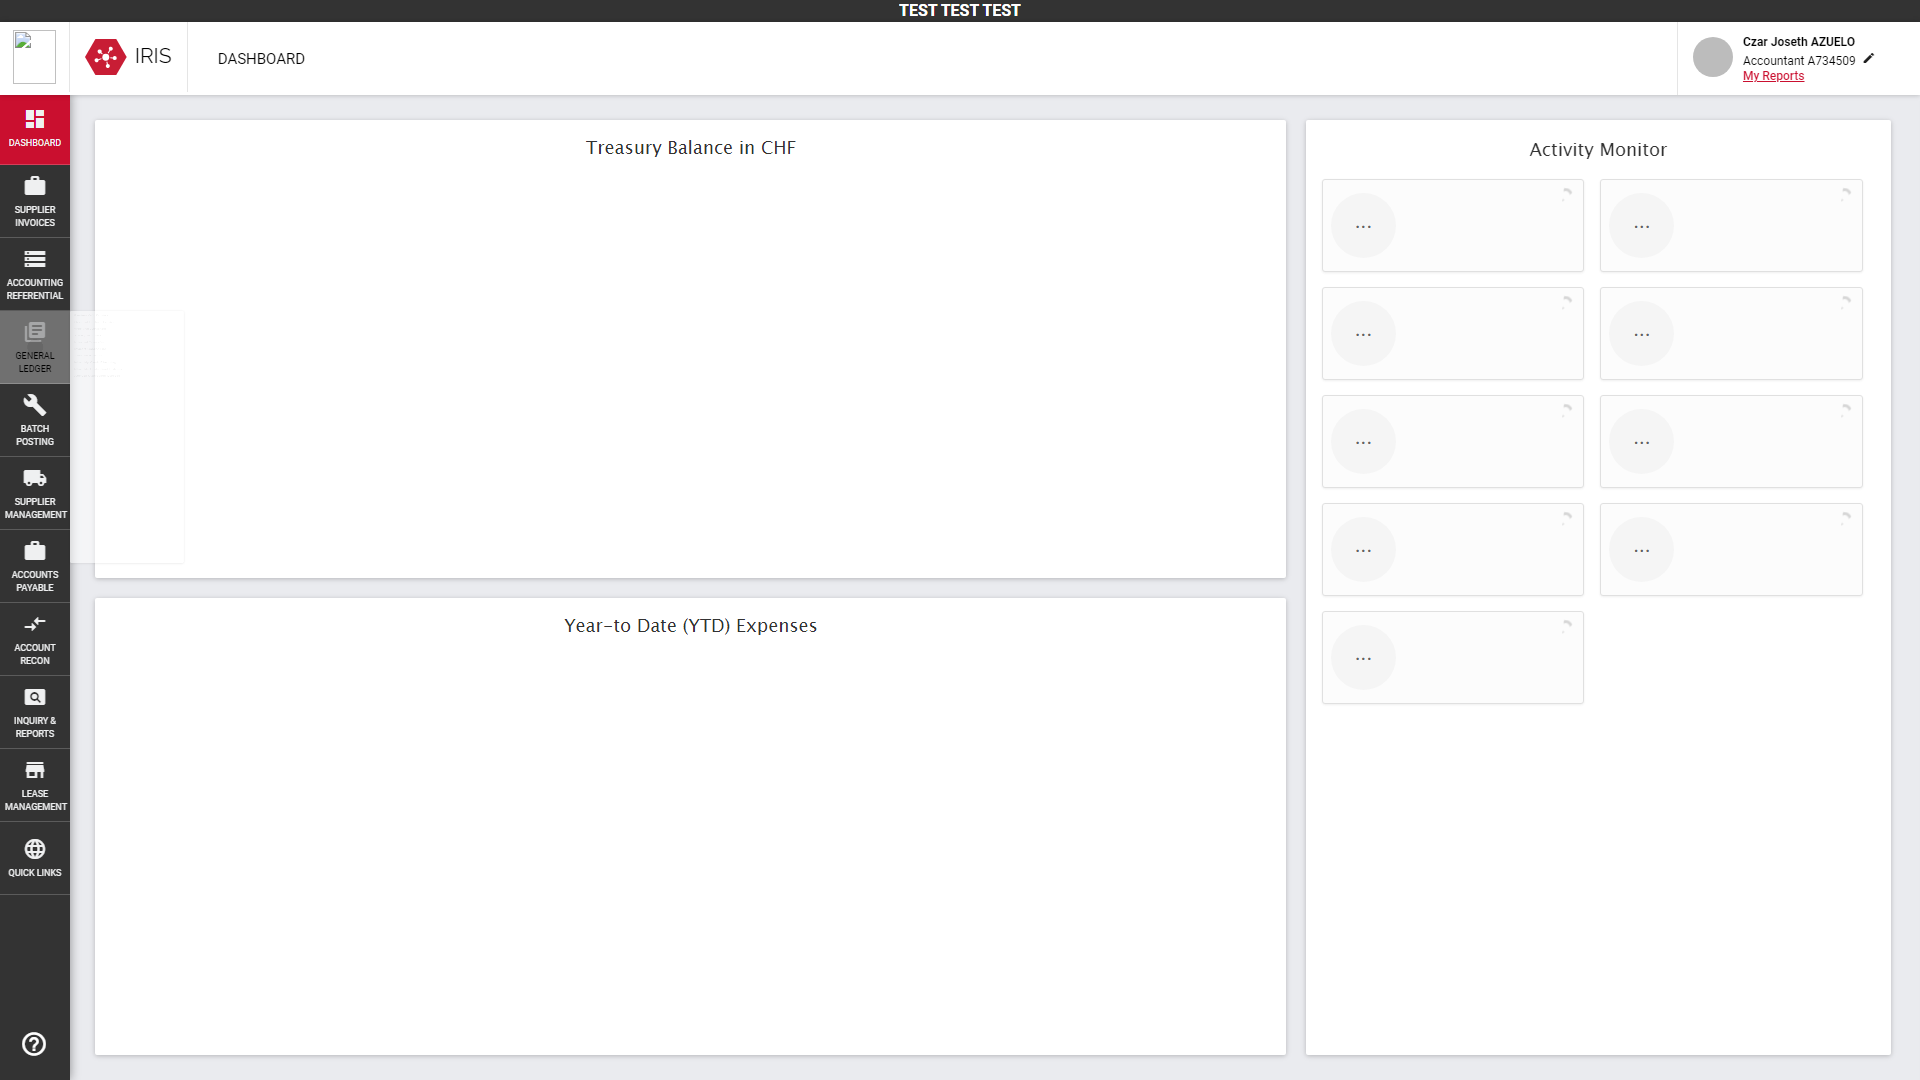 TEST TEST TEST
IRIS
DASHBOARD
Czar Joseth AZUELO
Accountant A734509
My Reports
DASHBOARD
SUPPLIER
INVOICES
ACCOUNTING
REFERENTIAL
GENERAL
LEDGER
BATCH
POSTING
SUPPLIER
MANAGEMENT
ACCOUNTS
PAYABLE
ACCOUNT
RECON
INQUIRY &
REPORTS
LEASE
MANAGEMENT
QUICK LINKS
Treasury Balance in CHF
Year-to Date (YTD) Expenses
Activity Monitor
...
...
...
...
...
...
...
...
...